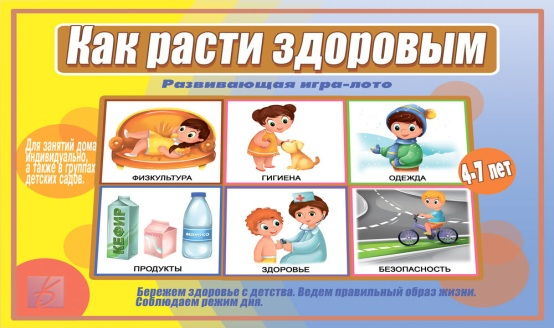 Как расти здоровым
Развивающая игра-лото
Для занятий дома
индивидуально,
а также в группах
детских садов.
4-7 лет
ФИЗКУЛЬТУРА
ГИГИЕНА
ОДЕЖДА
КЕФИР
ПРОДУКТЫ
ЗДОРОВЬЕ
БЕЗОПАСНОСТЬ
Бережем здоровье с детства. Ведем правильный образ жизни.
Соблюдаем режим дня.